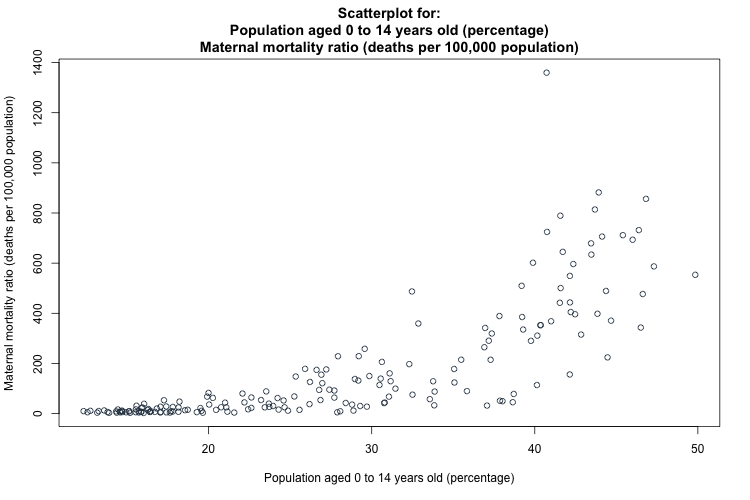 Scatterplot for:
Population aged 0 to 14 years old (percentage)
Maternal mortality ratio (deaths per 100,000 population)
Maternal mortality ratio (deaths per 100,000 population)
1400
1200
1000
800
600
400
200
0
20 30 40 50
Population aged 0 to 14 years old (percentage)